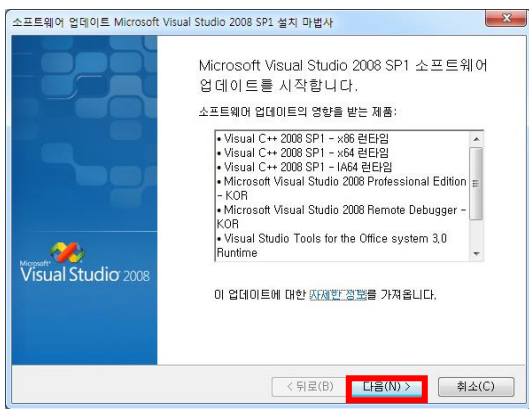 소프트웨어 업데이트 Microsoft Visual Studio 2008 SP1 설치 마법사
Microsoft Visual Studio 2008 SP1 소프트웨어
업데이트를 시작합니다.
소프트웨어 업데이트의 영향을 받는 제품:
• Visual C++ 2008 SP1 - x86 런타임
• Visual C++ 2008 SP1 - x64 런타임
• Visual C++ 2008 SP1 - IA64 런타임
• Microsoft Visual Studio 2008 Professional Edition
- KOR
• Microsoft Visual Studio 2008 Remote Debugger -
KOR
• Visual Studio Tools for the Office system 3.0
Runtime
Microsoft®
Visual Studio® 2008
이 업데이트에 대한 자세한 정보를 가져옵니다.
< 뒤로(B)
다음(N) >
취소(C)